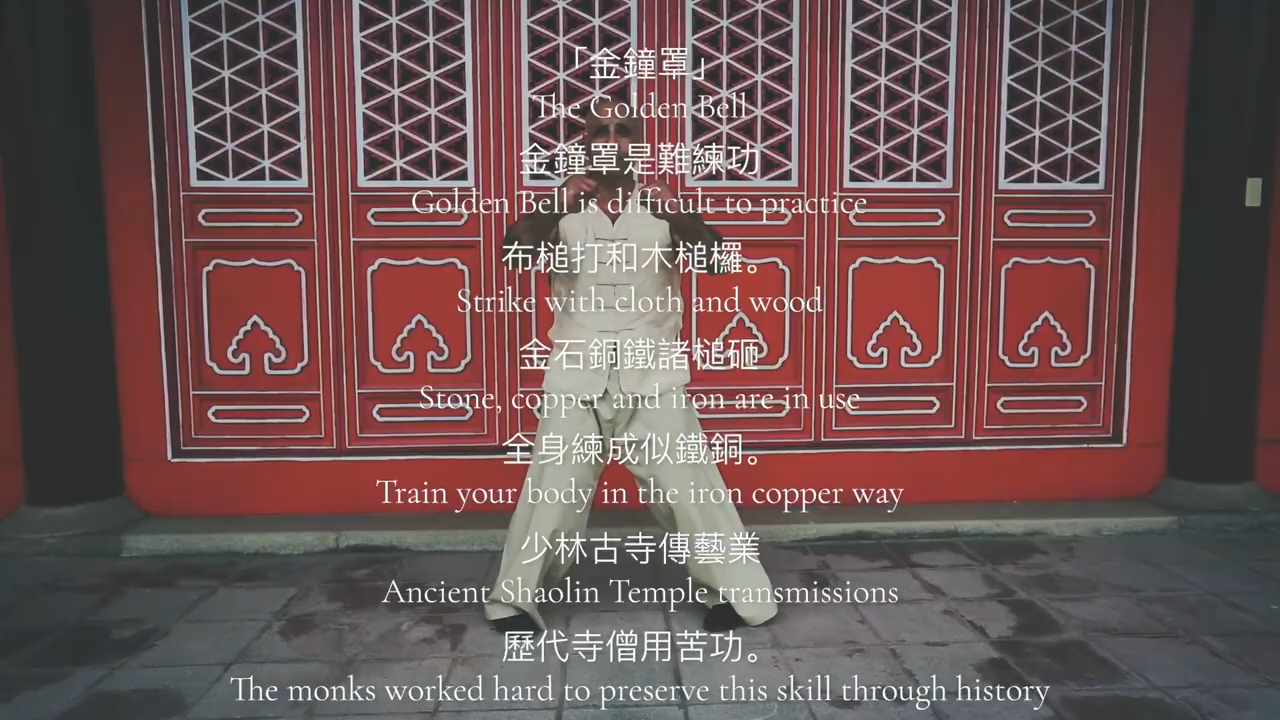 「金鐘罩」
The Golden Bell
金鐘罩是難練功
Golden Bell is difficult to practice
布槌打和木槌欏。
Strike with cloth and wood
金石銅鐵諸槌砸
Stone, copper and iron are in use
全身練成似鐵銅。
Train your body in the iron copper way
少林古寺傳藝業
Ancient Shaolin Temple transmissions
歷代寺僧用苦功。
The monks worked hard to preserve this skill through history